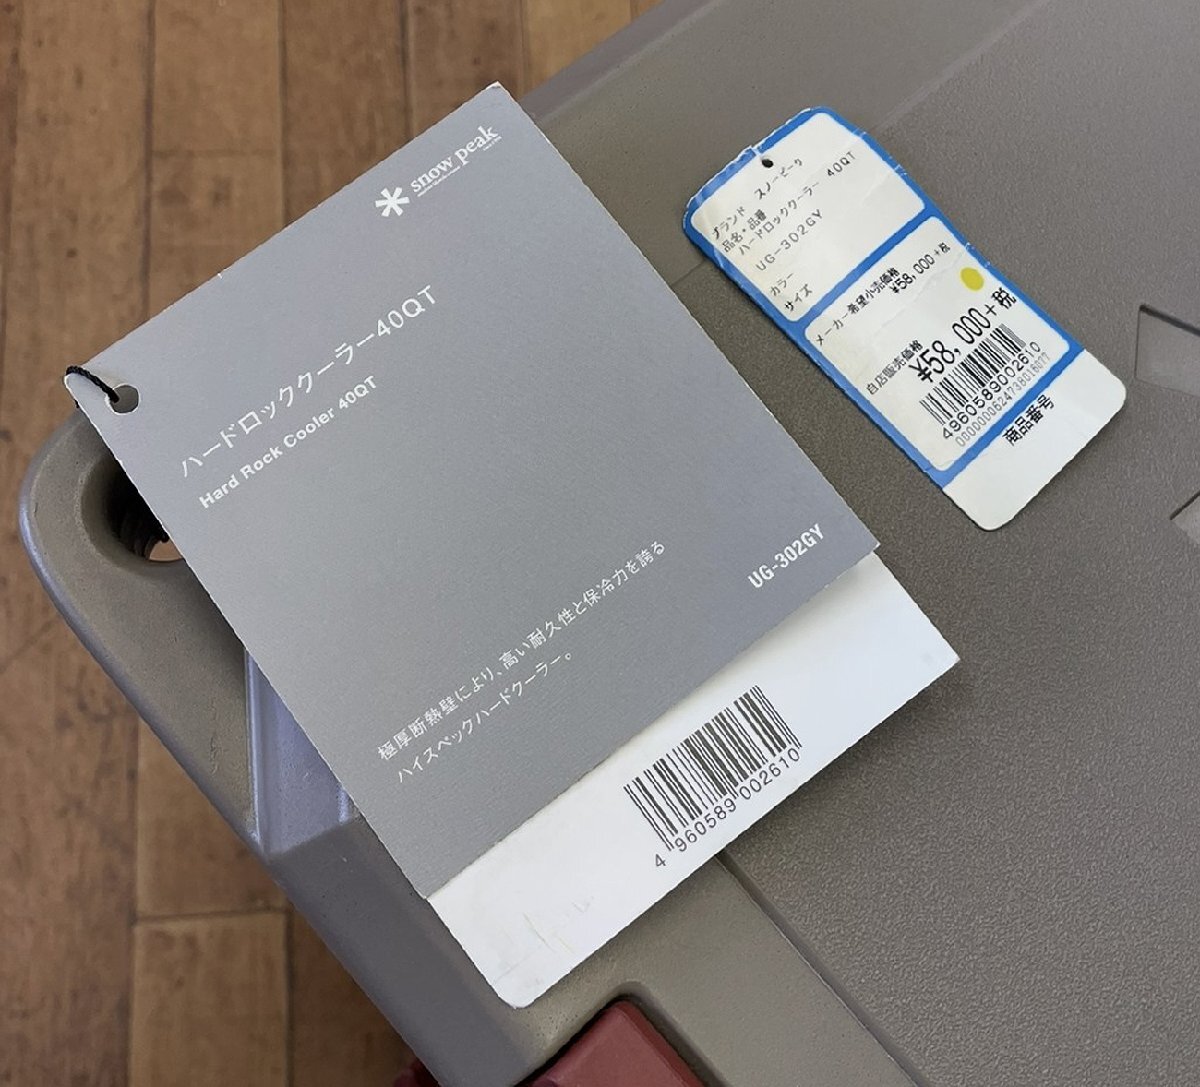 snow peak
ハードロッククーラー40QT
Hard Rock Cooler 40QT
極厚断熱壁により、高い耐久性と保冷力を誇る
ハイスペックハードクーラー。
UG-302GY
4 960589 002610
ブランド スノーピーク
品名・品番
ハードロッククーラー 40QT
UG-302GY
カラー
サイズ
メーカー希望小売価格
¥58,000+税
自店販売価格
¥58,000+税
4960589002610
商品番号